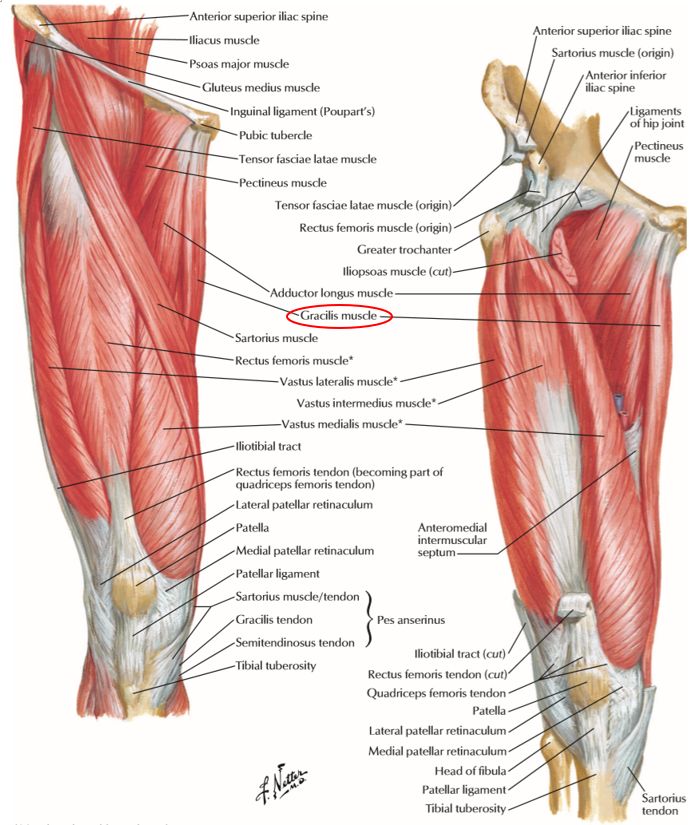 Anterior superior iliac spine
Iliacus muscle
Psoas major muscle
Gluteus medius muscle
Inguinal ligament (Poupart's)
Pubic tubercle
Tensor fasciae latae muscle
Pectineus muscle
Anterior superior iliac spine
Sartorius muscle (origin)
Anterior inferior
iliac spine
Ligaments
of hip joint
Pectineus
muscle
Tensor fasciae latae muscle (origin)
Rectus femoris muscle (origin)
Greater trochanter
Iliopsoas muscle (cut)
Adductor longus muscle
Gracilis muscle
Sartorius muscle
Rectus femoris muscle*
Vastus lateralis muscle*
Vastus intermedius muscle*
Vastus medialis muscle*
Iliotibial tract
Rectus femoris tendon (becoming part of
quadriceps femoris tendon)
Lateral patellar retinaculum
Patella
Medial patellar retinaculum
Patellar ligament
Sartorius muscle/tendon
Gracilis tendon
Semitendinosus tendon
Pes anserinus
Tibial tuberosity
Anteromedial
intermuscular
septum
Iliotibial tract (cut)
Rectus femoris tendon (cut)
Quadriceps femoris tendon
Patella
Lateral patellar retinaculum
Medial patellar retinaculum
Head of fibula
Patellar ligament
Tibial tuberosity
Sartorius
tendon
F. Netter
M.D.